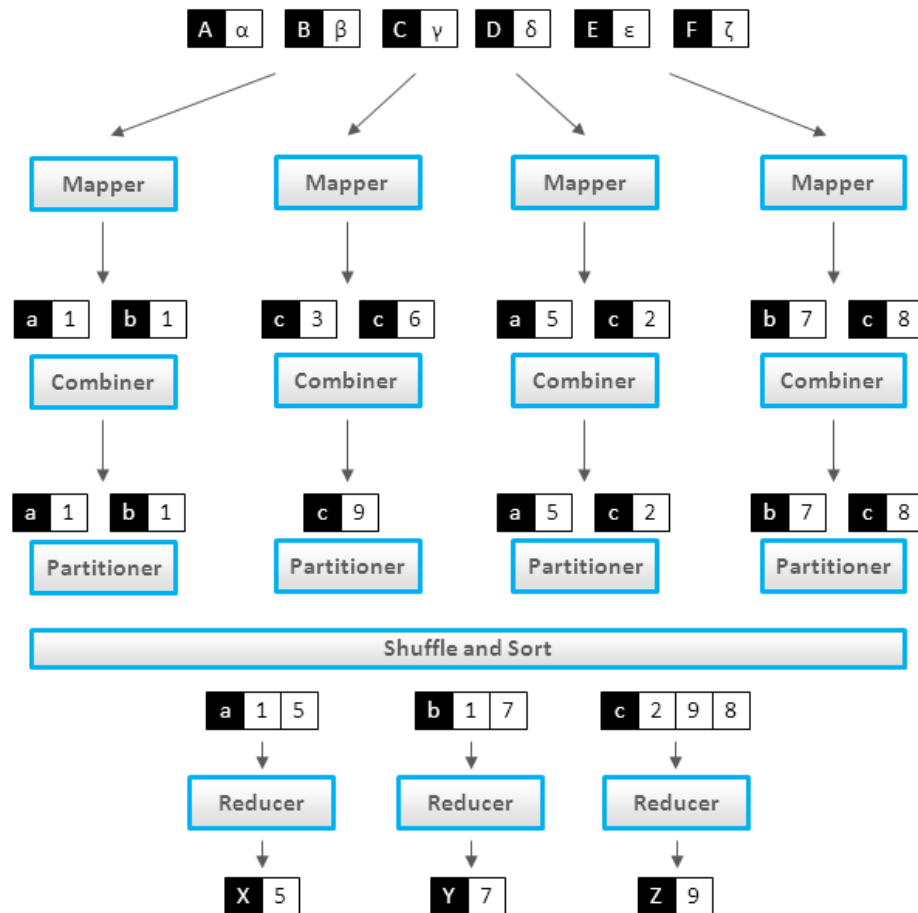 A α B β C γ D δ E ε F ζ
Mapper Mapper Mapper Mapper
a 1 b 1 c 3 c 6 a 5 c 2 b 7 c 8
Combiner Combiner Combiner Combiner
a 1 b 1 c 9 a 5 c 2 b 7 c 8
Partitioner Partitioner Partitioner Partitioner
Shuffle and Sort
a 1 5 b 1 7 c 2 9 8
Reducer Reducer Reducer
X 5 Y 7 Z 9